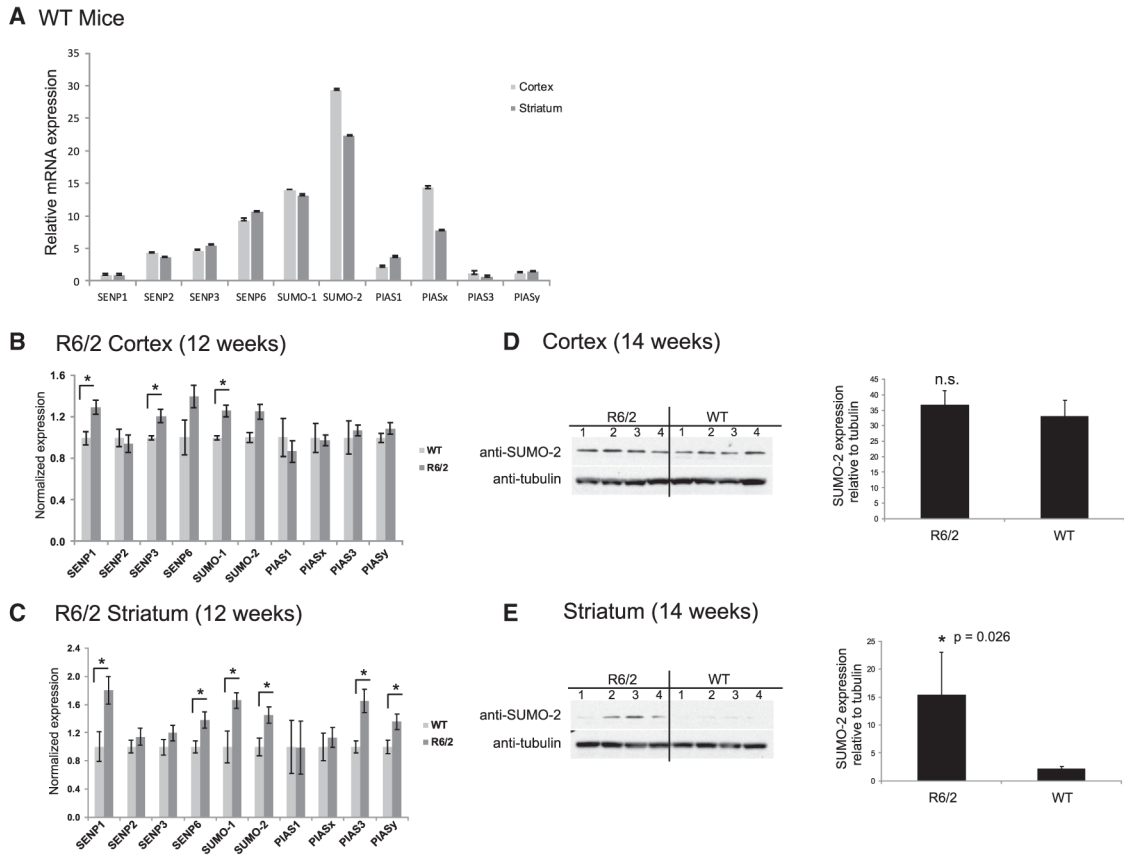 A WT Mice
Relative mRNA expression
35
30
25
20
15
10
5
0
Cortex
Striatum
SENP1 SENP2 SENP3 SENP6 SUMO-1 SUMO-2 PIAS1 PIASx PIAS3 PIASy
B R6/2 Cortex (12 weeks)
Normalized expression
1.6
1.2
1.0
0.8
0.4
0.0
* * *
WT
R6/2
SENP1 SENP2 SENP3 SENP6 SUMO-1 SUMO-2 PIAS1 PIASx PIAS3 PIASy
C R6/2 Striatum (12 weeks)
Normalized expression
2.4
2.0
1.6
1.2
0.8
0.4
0.0
* * * * * *
WT
R6/2
SENP1 SENP2 SENP3 SENP6 SUMO-1 SUMO-2 PIAS1 PIASx PIAS3 PIASy
D Cortex (14 weeks)
R6/2 WT
1 2 3 4 1 2 3 4
anti-SUMO-2
anti-tubulin
SUMO-2 expression
relative to tubulin
45
40
35
30
25
20
15
10
5
0
n.s.
R6/2 WT
E Striatum (14 weeks)
R6/2 WT
1 2 3 4 1 2 3 4
anti-SUMO-2
anti-tubulin
SUMO-2 expression
relative to tubulin
25
20
15
10
5
0
* p = 0.026
R6/2 WT